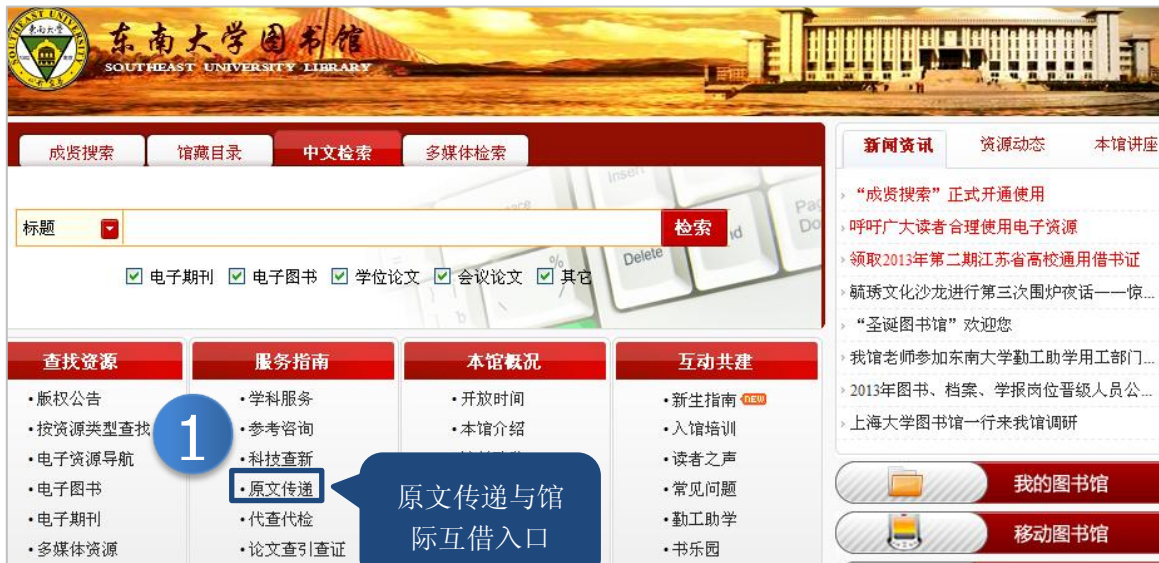 东南大学图书馆
SOUTHEAST UNIVERSITY LIBRARY
成贤搜索
馆藏目录
中文检索
多媒体检索
标题
检索
电子期刊
电子图书
学位论文
会议论文
其它
新闻资讯
资源动态
本馆讲座
“成贤搜索”正式开通使用
呼吁广大读者合理使用电子资源
领取2013年第二期江苏省高校通用借书证
毓琇文化沙龙进行第三次围炉夜话——惊...
“圣诞图书馆”欢迎您
我馆老师参加东南大学勤工助学用工部门...
2013年图书、档案、学报岗位晋级人员公...
上海大学图书馆一行来我馆调研
查找资源
·版权公告
·按资源类型查找
·电子资源导航
·电子图书
·电子期刊
·多媒体资源
1
服务指南
·学科服务
·参考咨询
·科技查新
·原文传递
·代查代检
·论文查引查证
原文传递与馆
际互借入口
本馆概况
·开放时间
·本馆介绍
互动共建
·新生指南 NEW
·入馆培训
·读者之声
·常见问题
·勤工助学
·书乐园
我的图书馆
移动图书馆
Insert
Delete